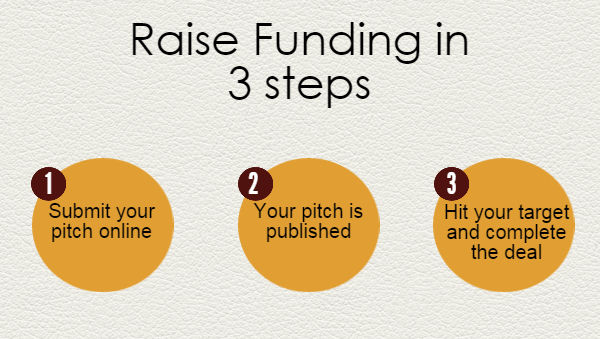 Raise Funding in
3 steps
1
Submit your
pitch online
2
Your pitch is
published
3
Hit your target
and complete
the deal